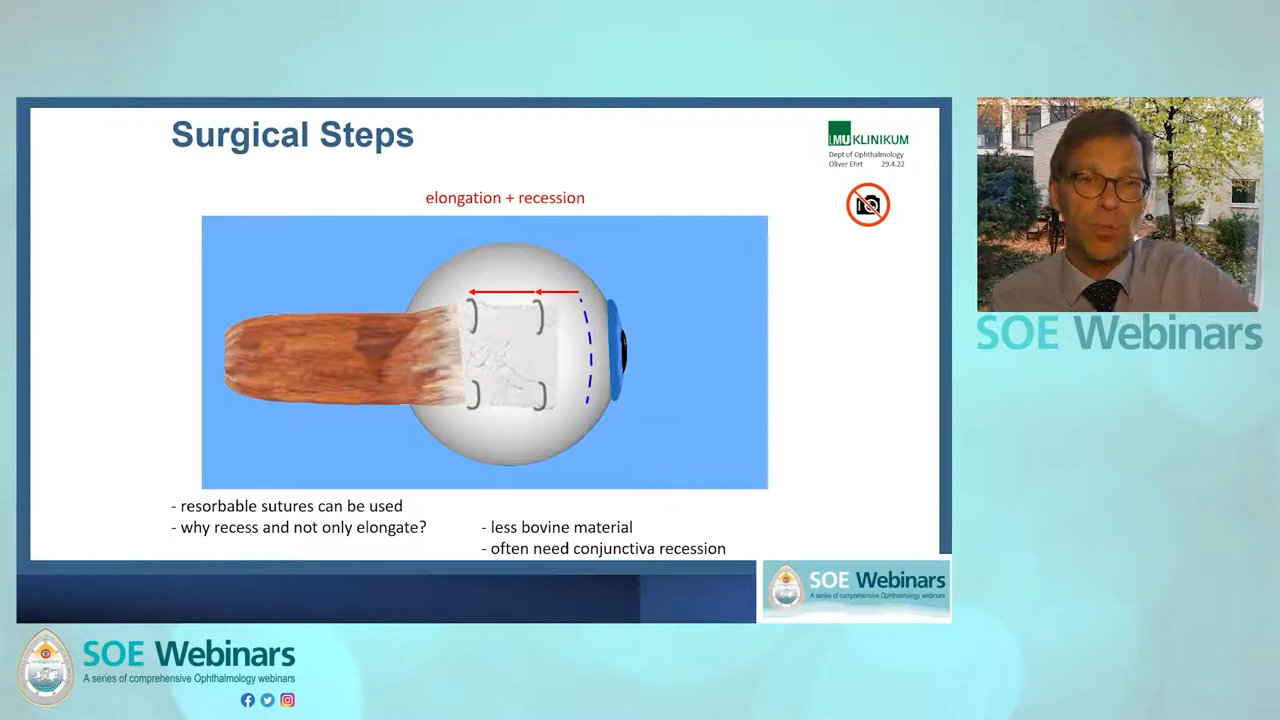 Surgical Steps
LMU KLINIKUM
Dept of Ophthalmology
Oliver Ehrt 29.4.22
elongation + recession
- resorbable sutures can be used
- why recess and not only elongate?
- less bovine material
- often need conjunctiva recession
SOE Webinars
A series of comprehensive Ophthalmology webinars
SOE Webinars
SOE Webinars
A series of comprehensive Ophthalmology webinars